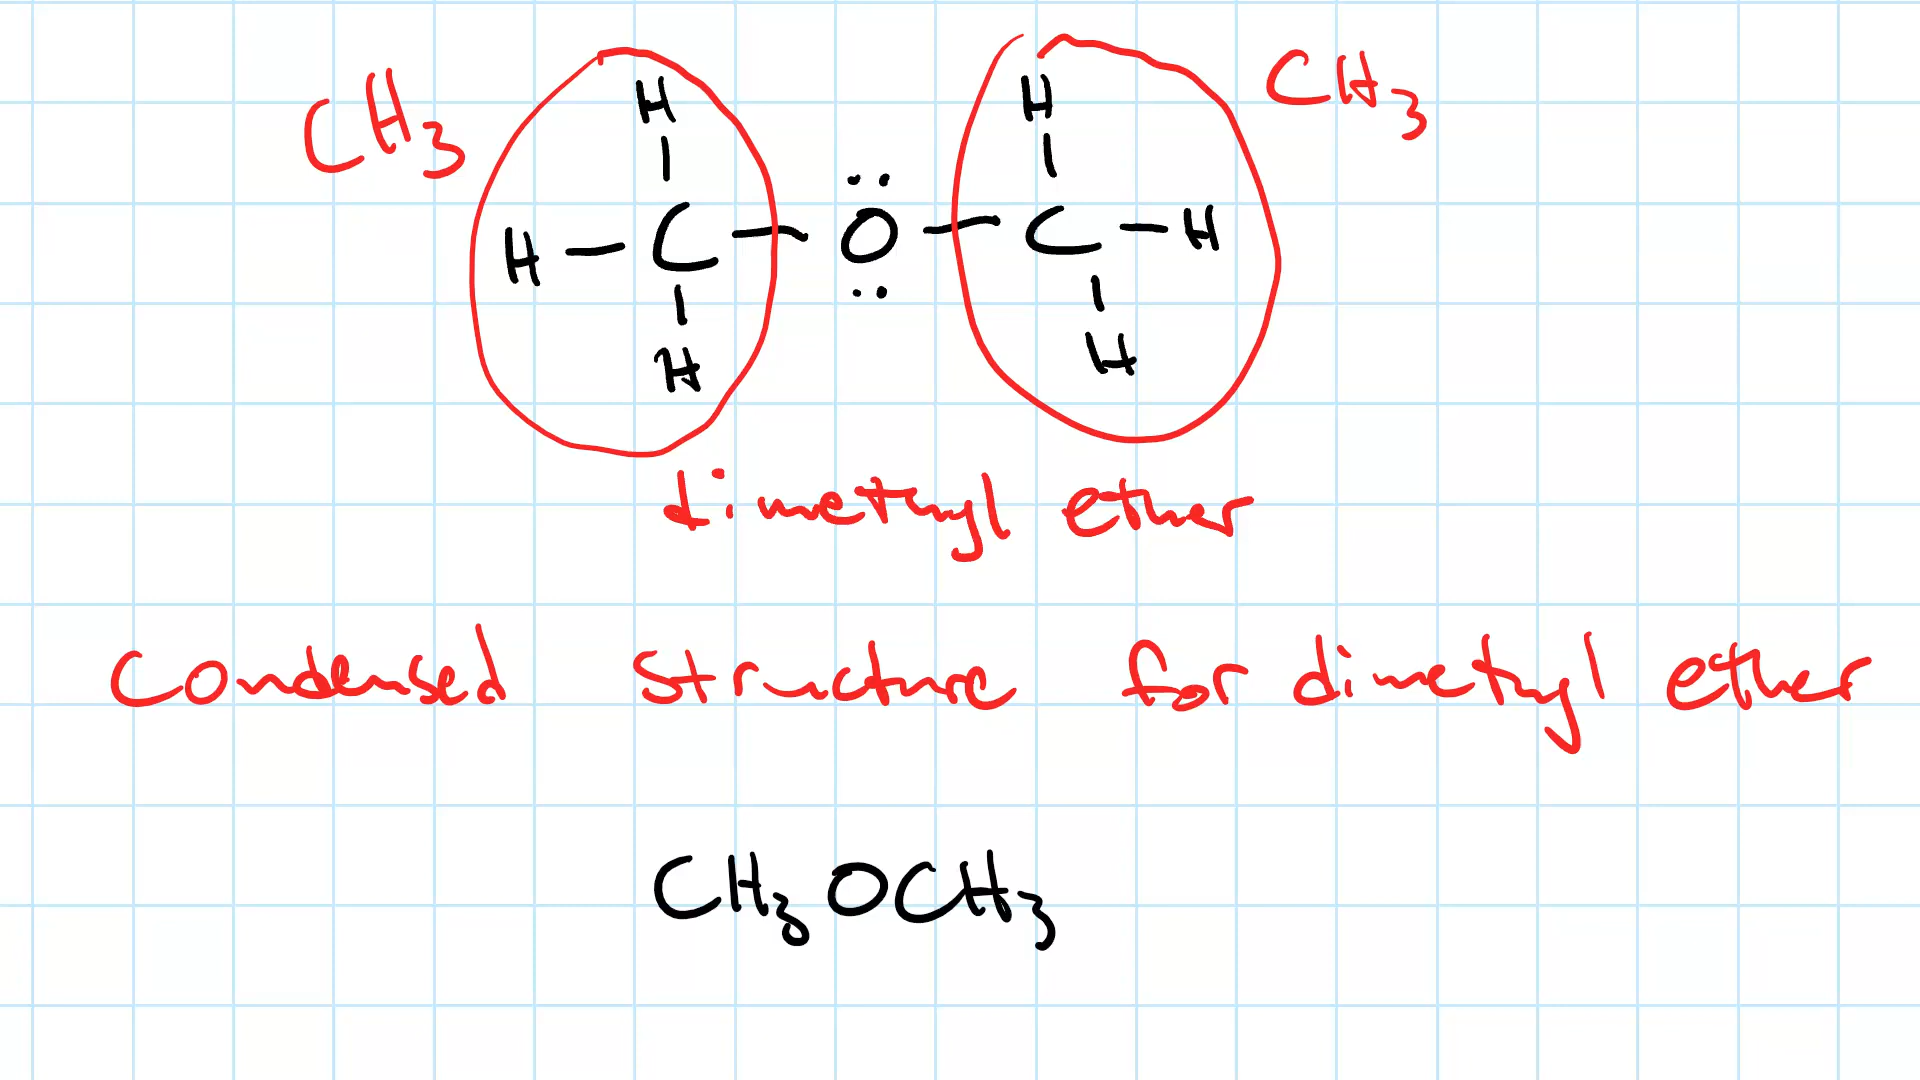 CH3 H H CH3
H – C – O – C – H
H H
dimethyl ether
Condensed structure for dimethyl ether
CH3OCH3